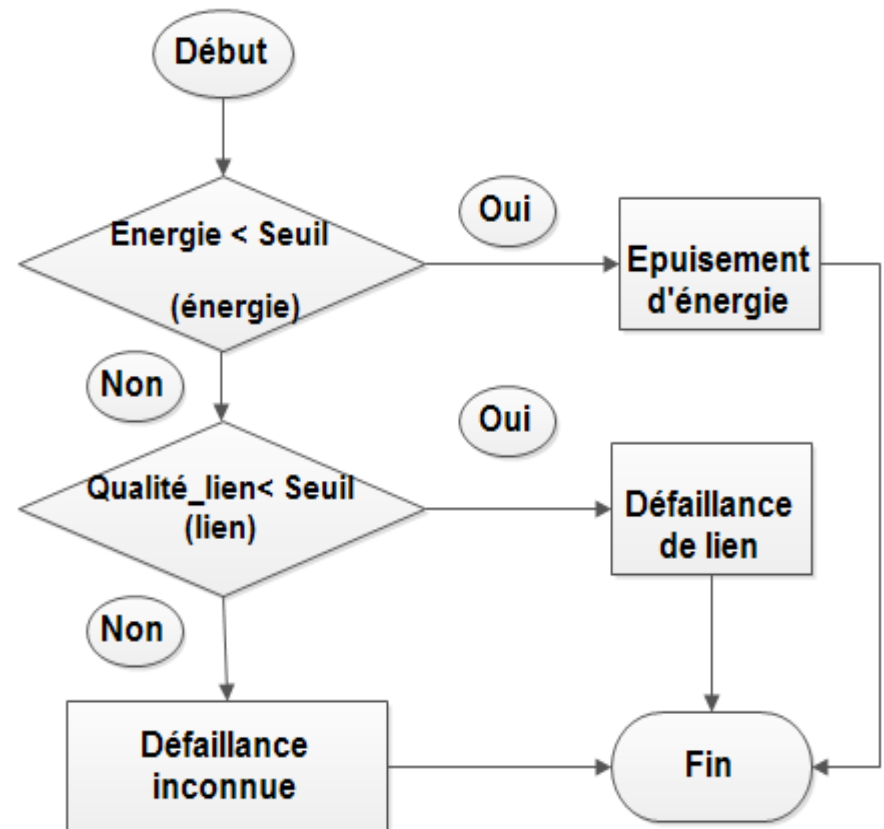 Début
Energie < Seuil
(énergie)
Oui
Epuisement
d'énergie
Non
Qualité_lien< Seuil
(lien)
Oui
Défaillance
de lien
Non
Défaillance
inconnue
Fin